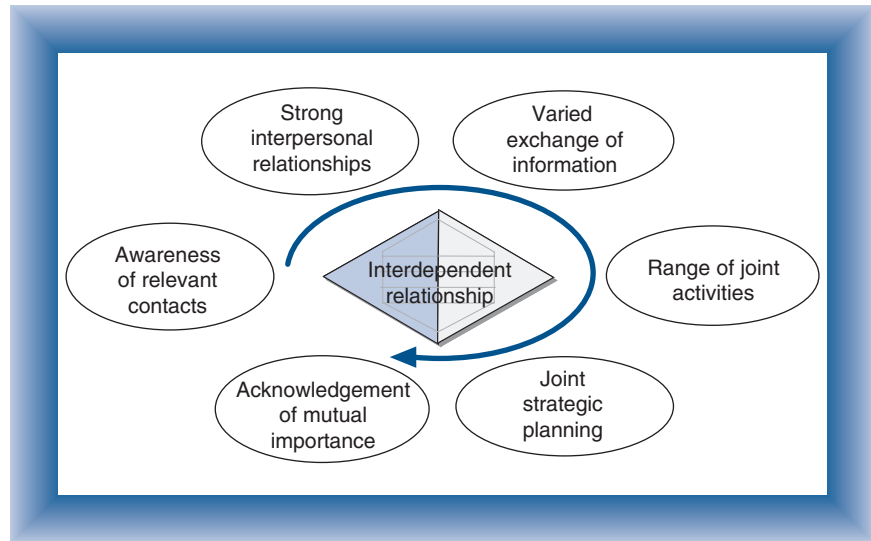 Strong
interpersonal
relationships
Varied
exchange of
information
Awareness
of relevant
contacts
Interdependent
relationship
Range of joint
activities
Acknowledgement
of mutual
importance
Joint
strategic
planning